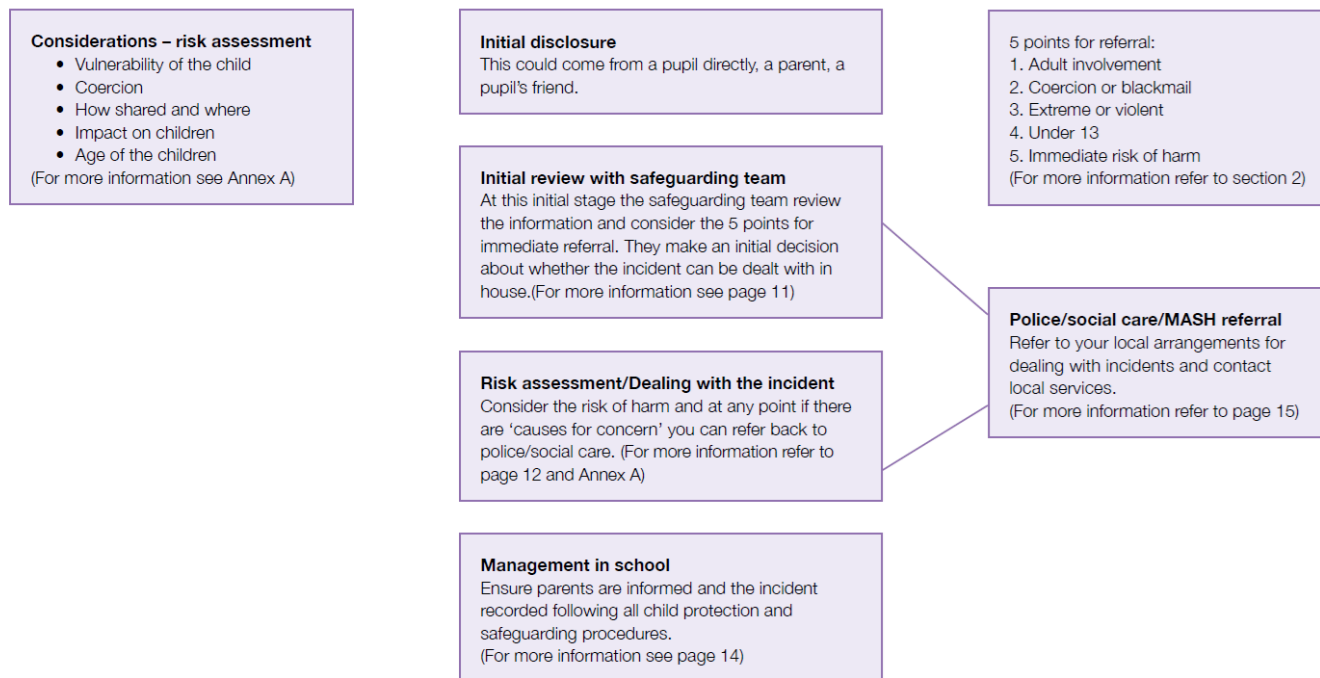 Considerations – risk assessment
• Vulnerability of the child
• Coercion
• How shared and where
• Impact on children
• Age of the children
(For more information see Annex A)
Initial disclosure
This could come from a pupil directly, a parent, a
pupil's friend.
Initial review with safeguarding team
At this initial stage the safeguarding team review
the information and consider the 5 points for
immediate referral. They make an initial decision
about whether the incident can be dealt with in
house.(For more information see page 11)
Risk assessment/Dealing with the incident
Consider the risk of harm and at any point if there
are ‘causes for concern’ you can refer back to
police/social care. (For more information refer to
page 12 and Annex A)
Management in school
Ensure parents are informed and the incident
recorded following all child protection and
safeguarding procedures.
(For more information see page 14)
5 points for referral:
1. Adult involvement
2. Coercion or blackmail
3. Extreme or violent
4. Under 13
5. Immediate risk of harm
(For more information refer to section 2)
Police/social care/MASH referral
Refer to your local arrangements for
dealing with incidents and contact
local services.
(For more information refer to page 15)